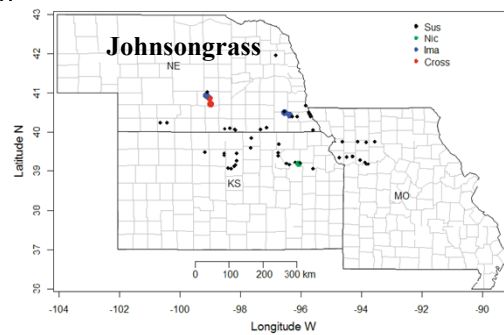 43
42
41
40
39
38
37
36
Latitude N
Johnsongrass
NE
KS
MO
Sus
Nic
Ima
Cross
0 100 200 300 km
-104 -102 -100 -98 -96 -94 -92 -90
Longitude W